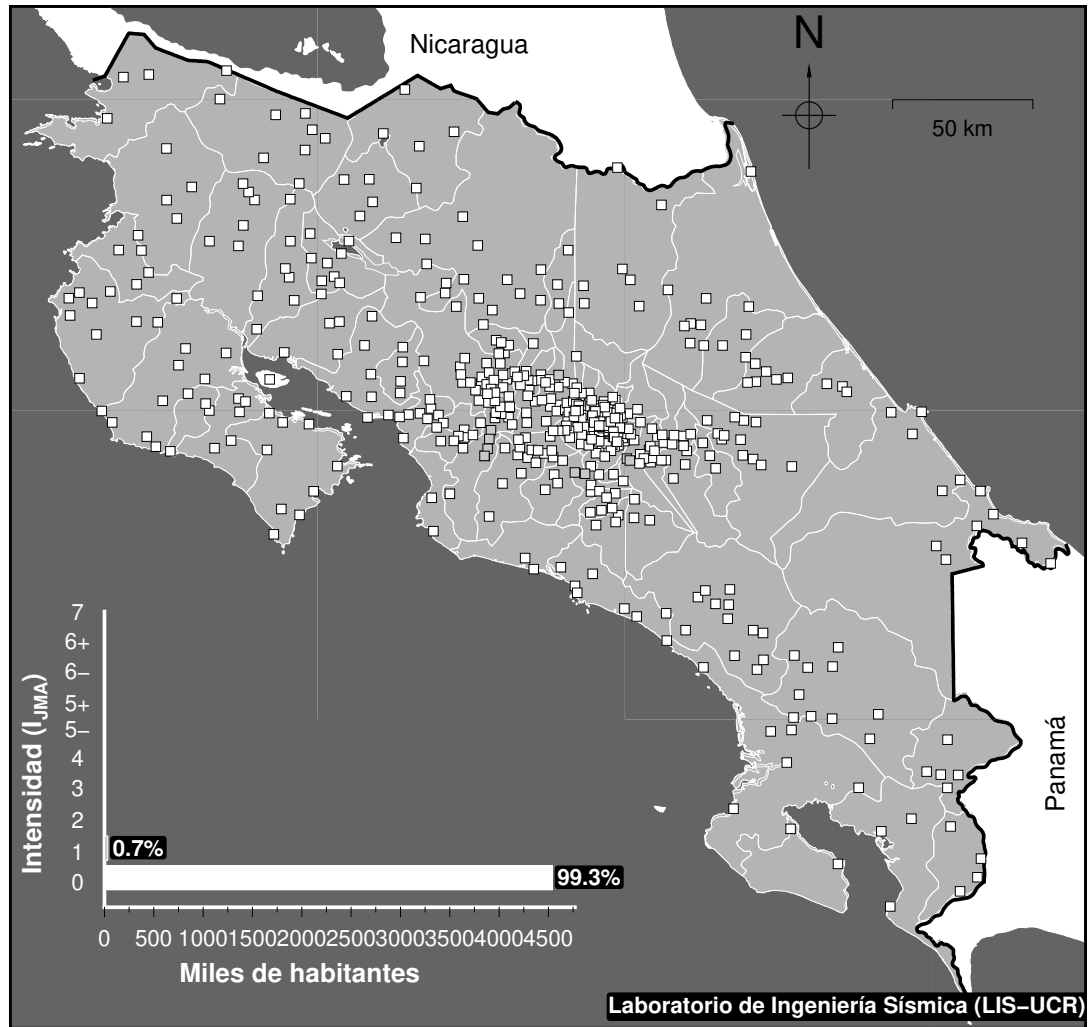 Nicaragua
N
50 km
Panamá
Intensidad (I_JMA)
7
6+
6−
5+
5−
4
3
2
1
0
0.7%
99.3%
0 500 1000 1500 2000 2500 3000 3500 4000 4500
Miles de habitantes
Laboratorio de Ingeniería Sísmica (LIS−UCR)